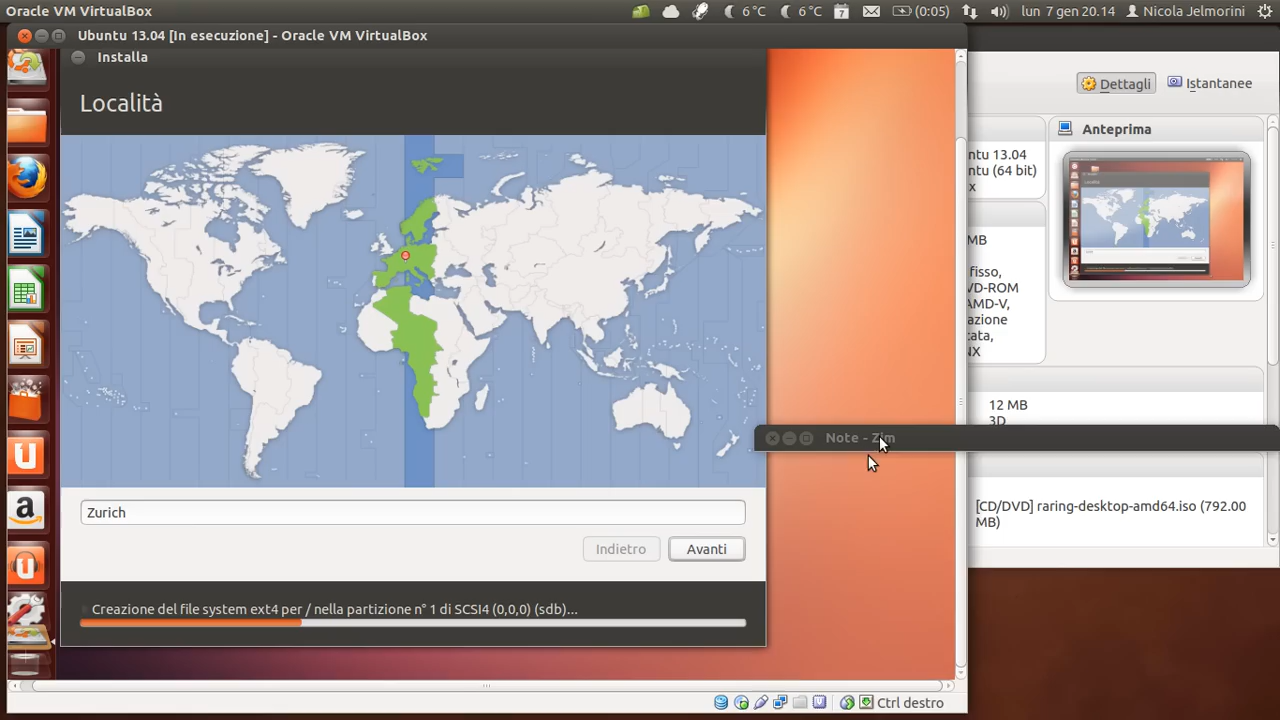 Oracle VM VirtualBox
6 °C
6 °C
7
(0:05)
lun 7 gen 20.14
Nicola Jelmorini
Ubuntu 13.04 [In esecuzione] - Oracle VM VirtualBox
Installa
Località
Dettagli
Istantanee
Anteprima
ntu 13.04
ntu (64 bit)
x
MB
fisso,
VD-ROM
AMD-V,
azione
cata,
NX
12 MB
3D
Note - Zim
[CD/DVD] raring-desktop-amd64.iso (792.00
MB)
Zurich
Indietro
Avanti
Creazione del file system ext4 per / nella partizione n° 1 di SCSI4 (0,0,0) (sdb)...
Ctrl destro